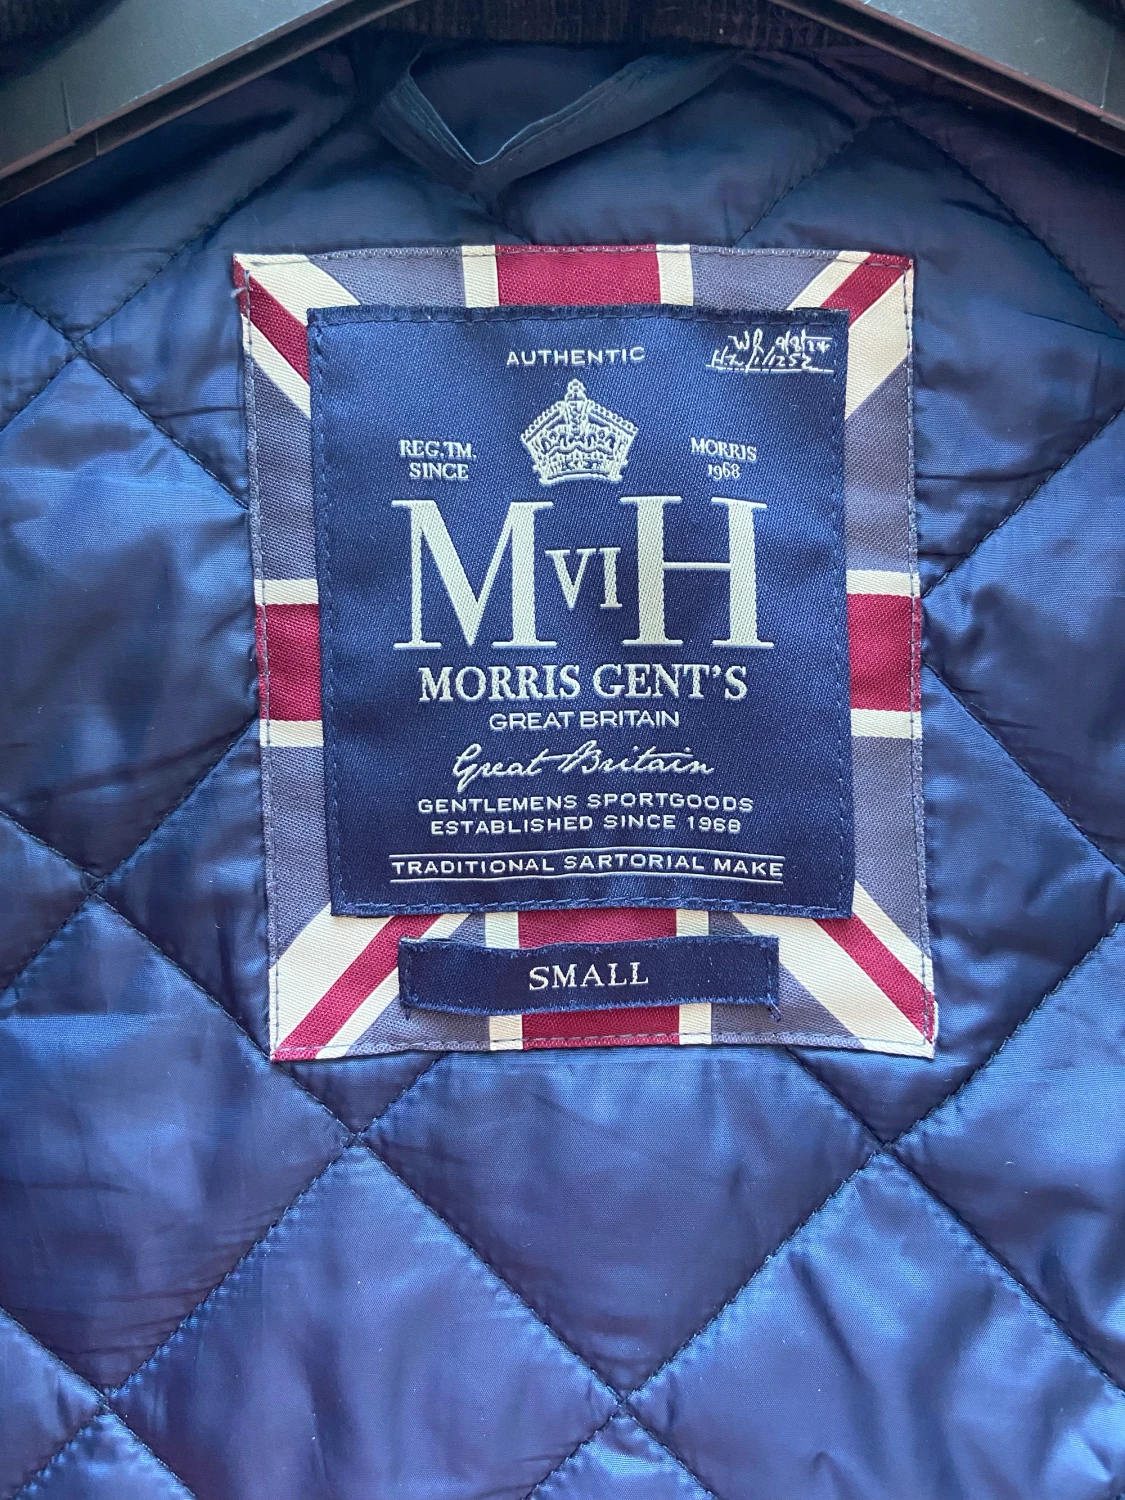 AUTHENTIC
REG.TM.
SINCE
MORRIS
1968
M VI H
MORRIS GENT'S
GREAT BRITAIN
Great Britain
GENTLEMENS SPORTGOODS
ESTABLISHED SINCE 1968
TRADITIONAL SARTORIAL MAKE
SMALL